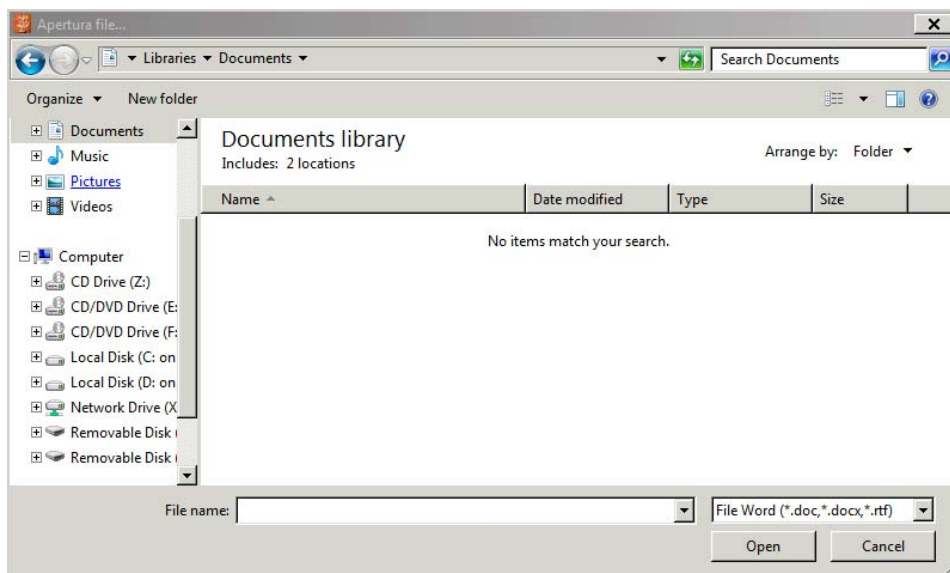 Apertura file...
Libraries Documents
Search Documents
Organize New folder
Documents
Music
Pictures
Videos
Computer
CD Drive (Z:)
CD/DVD Drive (E:
CD/DVD Drive (F:
Local Disk (C: on
Local Disk (D: on
Network Drive (X
Removable Disk (
Removable Disk (
Documents library
Includes: 2 locations
Arrange by: Folder
Name Date modified Type Size
No items match your search.
File name:
File Word (*.doc,*.docx,*.rtf)
Open Cancel